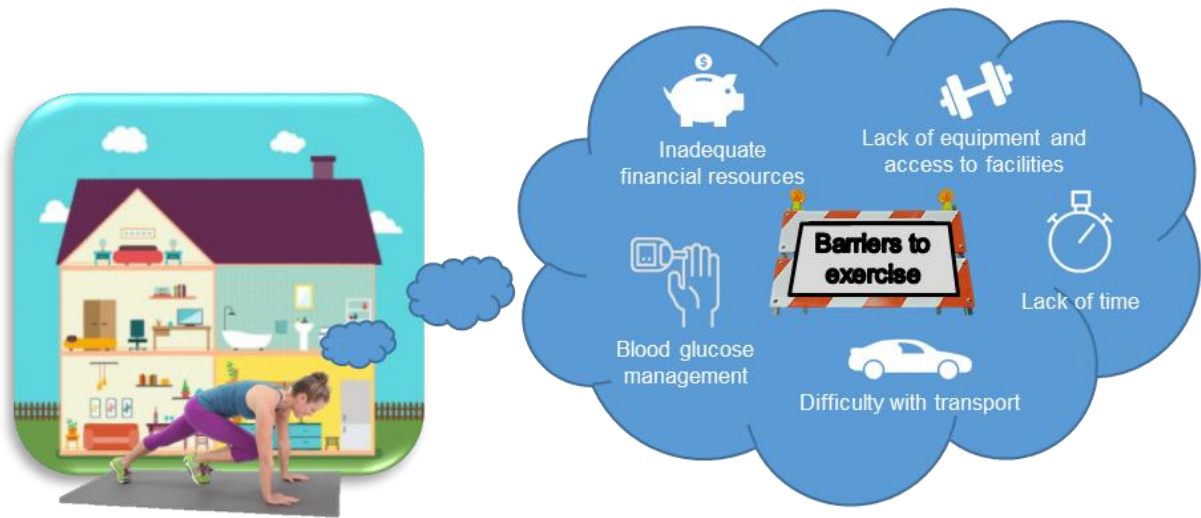 $
Inadequate
financial resources
Lack of equipment and
access to facilities
Barriers to
exercise
Blood glucose
management
Lack of time
Difficulty with transport